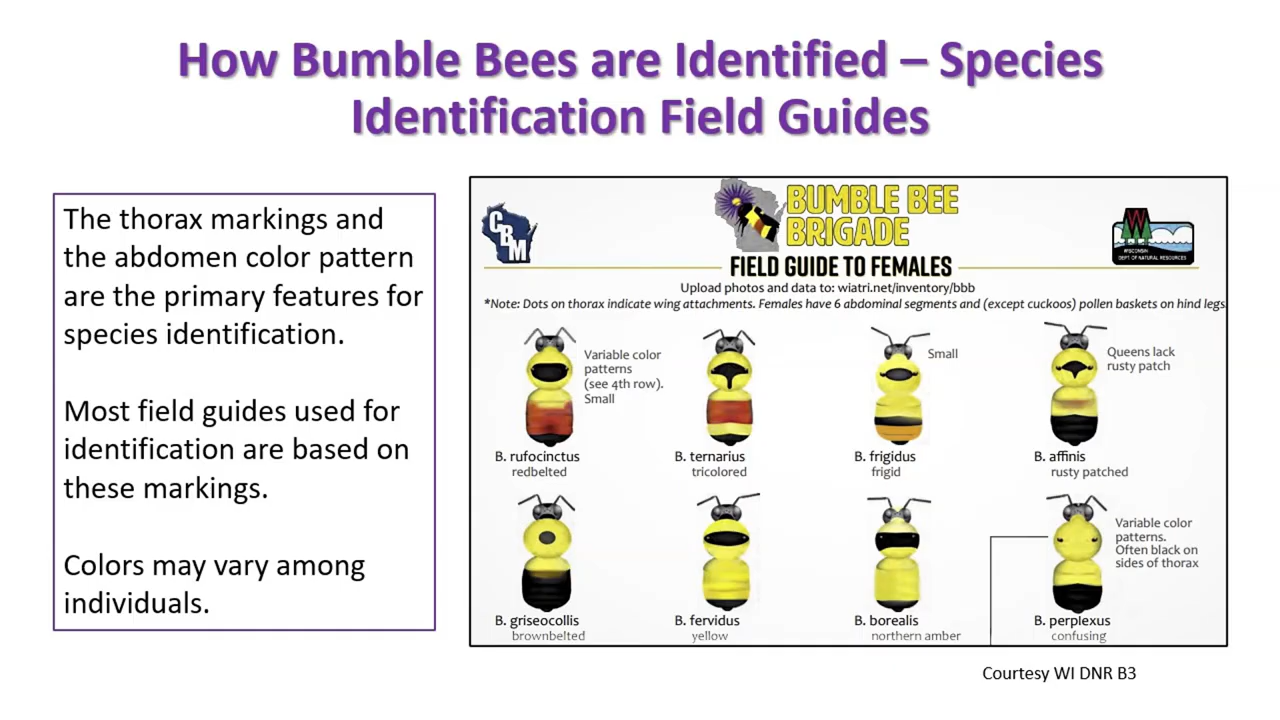 How Bumble Bees are Identified – Species
Identification Field Guides
The thorax markings and
the abdomen color pattern
are the primary features for
species identification.
Most field guides used for
identification are based on
these markings.
Colors may vary among
individuals.
CBM
BUMBLE BEE
BRIGADE
W
WISCONSIN
DEPT. OF NATURAL RESOURCES
FIELD GUIDE TO FEMALES
Upload photos and data to: wiatri.net/inventory/bbb
*Note: Dots on thorax indicate wing attachments. Females have 6 abdominal segments and (except cuckoos) pollen baskets on hind legs.
Variable color
patterns
(see 4th row).
Small
B. rufocinctus
redbelted
B. ternarius
tricolored
Small
B. frigidus
frigid
Queens lack
rusty patch
B. affinis
rusty patched
B. griseocollis
brownbelted
B. fervidus
yellow
B. borealis
northern amber
Variable color
patterns.
Often black on
sides of thorax
B. perplexus
confusing
Courtesy WI DNR B3